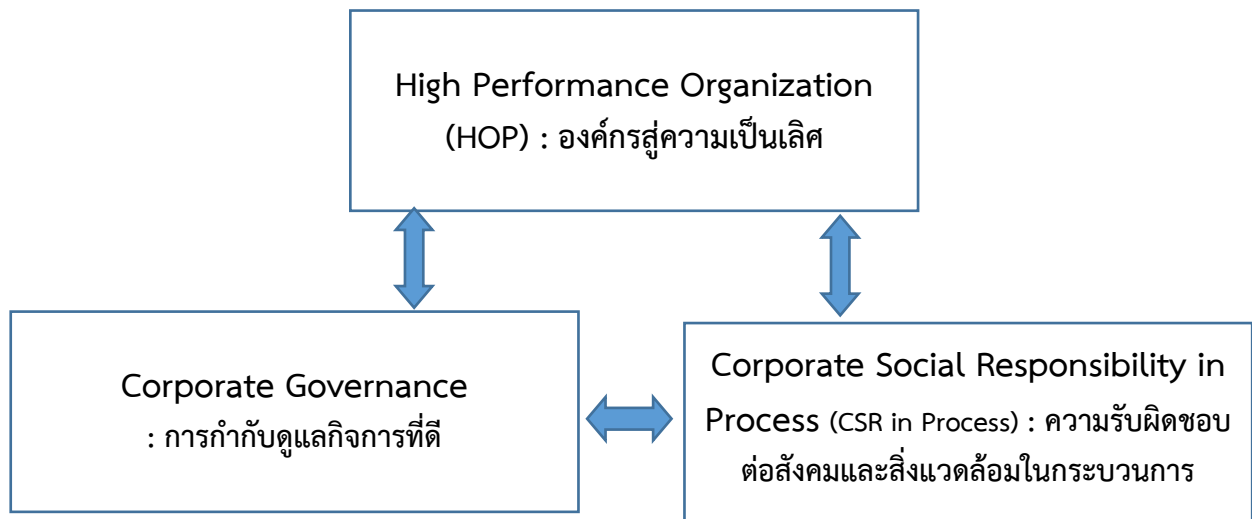 High Performance Organization
(HOP) : องค์กรสู่ความเป็นเลิศ
Corporate Governance
: การกำกับดูแลกิจการที่ดี
Corporate Social Responsibility in
Process (CSR in Process) : ความรับผิดชอบ
ต่อสังคมและสิ่งแวดล้อมในกระบวนการ